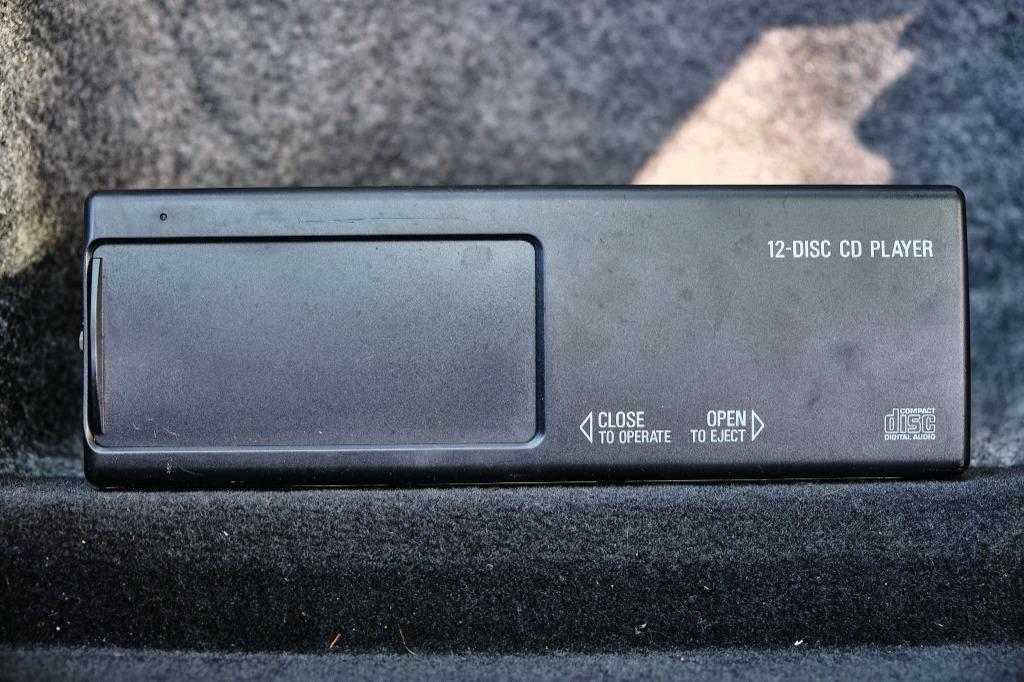 12-DISC CD PLAYER
CLOSE
TO OPERATE
OPEN
TO EJECT
COMPACT
disc
DIGITAL AUDIO